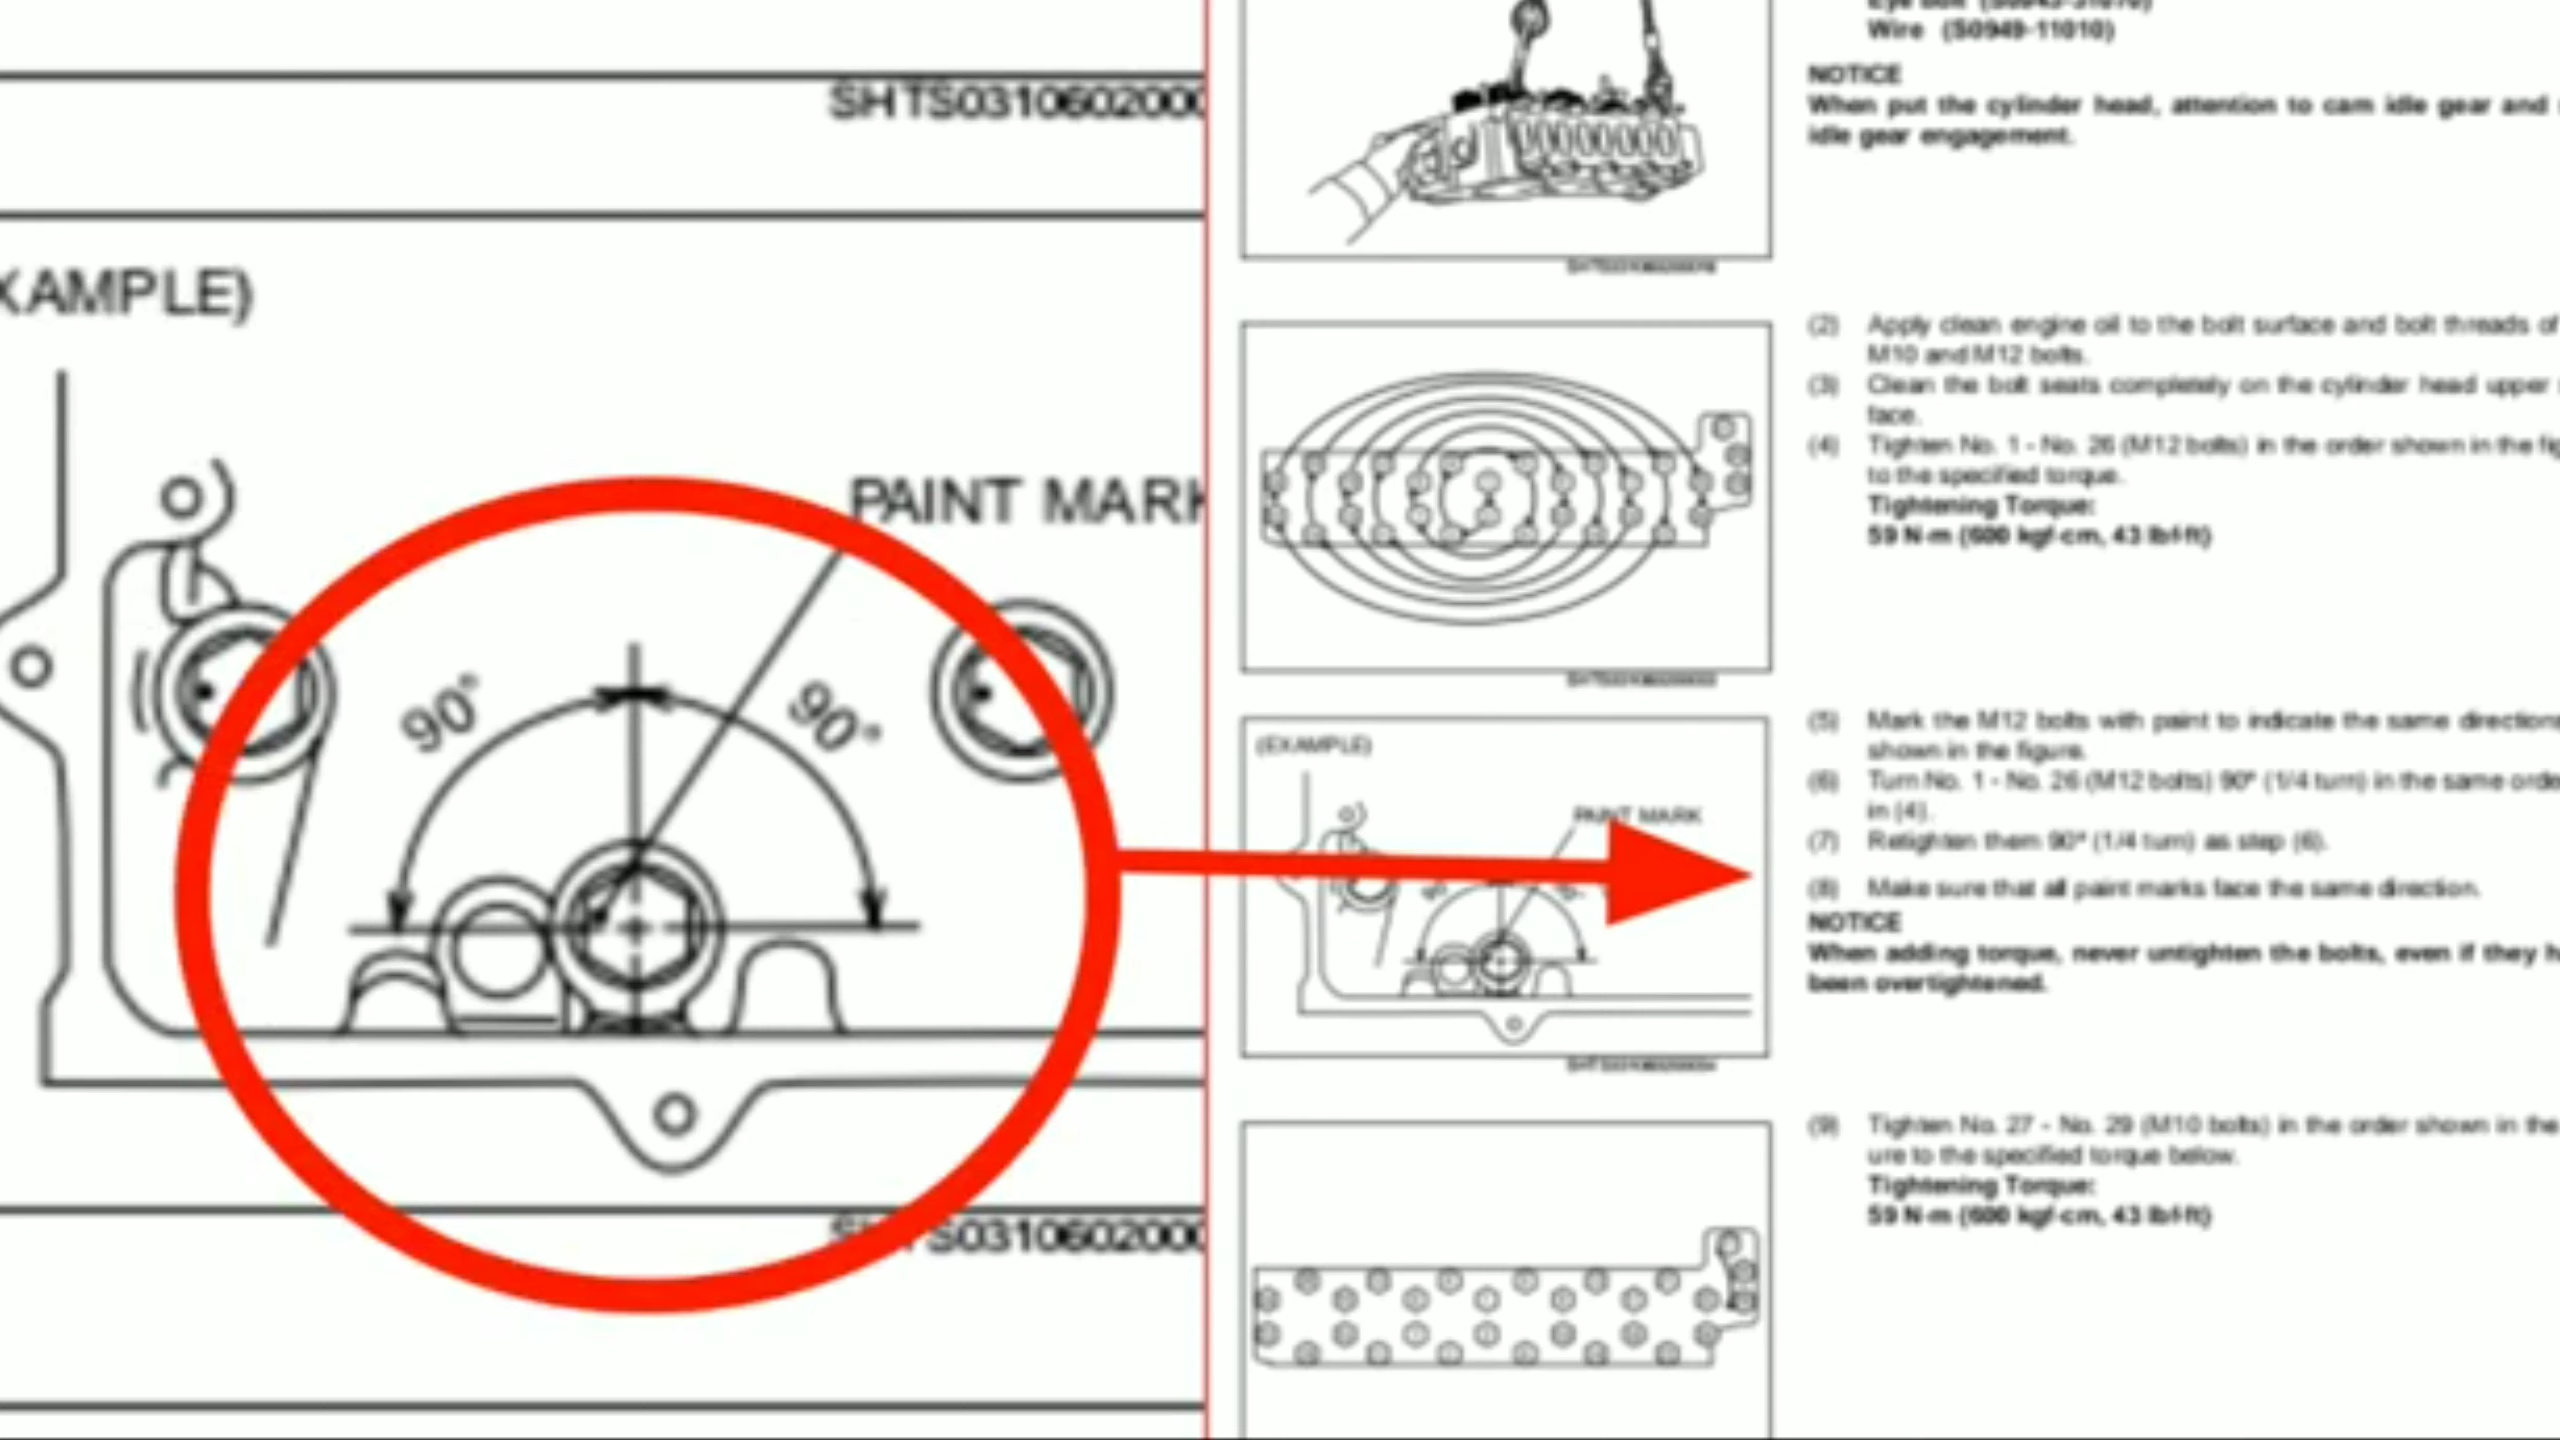 SHTS031060200
XAMPLE)
PAINT MARK
90°
90°
SHTS031060200
Wire (S0949-11010)
NOTICE
When put the cylinder head, attention to cam idle gear and
idle gear engagement.
(2) Apply clean engine oil to the bolt surface and bolt threads of
M10 and M12 bolts.
(3) Clean the bolt seats completely on the cylinder head upper
face.
(4) Tighten No. 1 - No. 26 (M12 bolts) in the order shown in the fig
to the specified torque.
Tightening Torque:
59 N·m (600 kgf·cm, 43 lbf·ft)
(EXAMPLE)
PAINT MARK
(5) Mark the M12 bolts with paint to indicate the same directions
shown in the figure.
(6) Turn No. 1 - No. 26 (M12 bolts) 90° (1/4 turn) in the same orde
in (4).
(7) Retighten them 90° (1/4 turn) as step (6).
(8) Make sure that all paint marks face the same direction.
NOTICE
When adding torque, never untighten the bolts, even if they h
been overtightened.
(9) Tighten No. 27 - No. 29 (M10 bolts) in the order shown in the
ure to the specified torque below.
Tightening Torque:
59 N·m (600 kgf·cm, 43 lbf·ft)